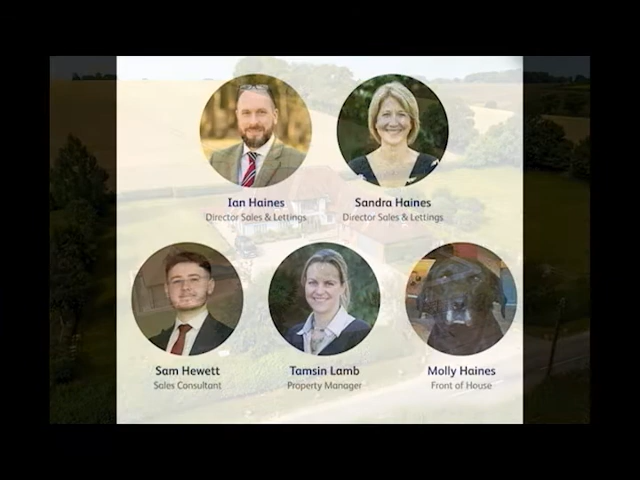 Ian Haines
Director Sales & Lettings
Sandra Haines
Director Sales & Lettings
Sam Hewett
Sales Consultant
Tamsin Lamb
Property Manager
Molly Haines
Front of House